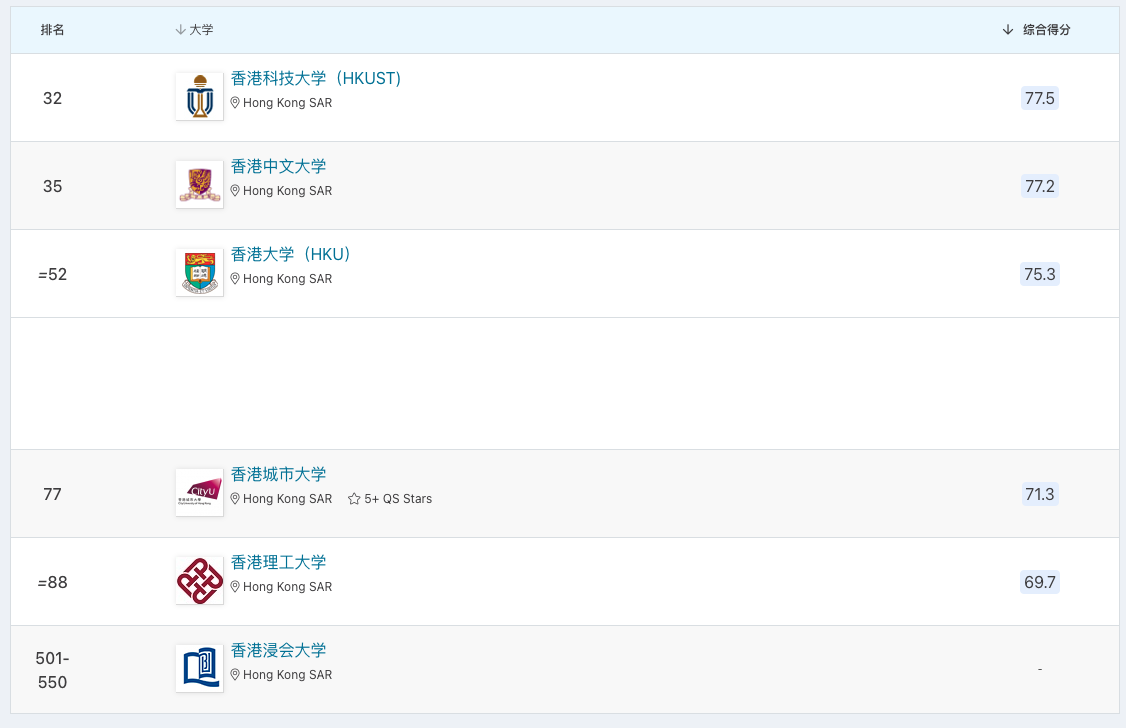 排名 大学 综合得分
32 香港科技大学（HKUST） 77.5
Hong Kong SAR
35 香港中文大学 77.2
Hong Kong SAR
=52 香港大学（HKU） 75.3
Hong Kong SAR
77 香港城市大学 71.3
Hong Kong SAR 5+ QS Stars
CityU
=88 香港理工大学 69.7
Hong Kong SAR
501-
550
香港浸会大学 -
Hong Kong SAR